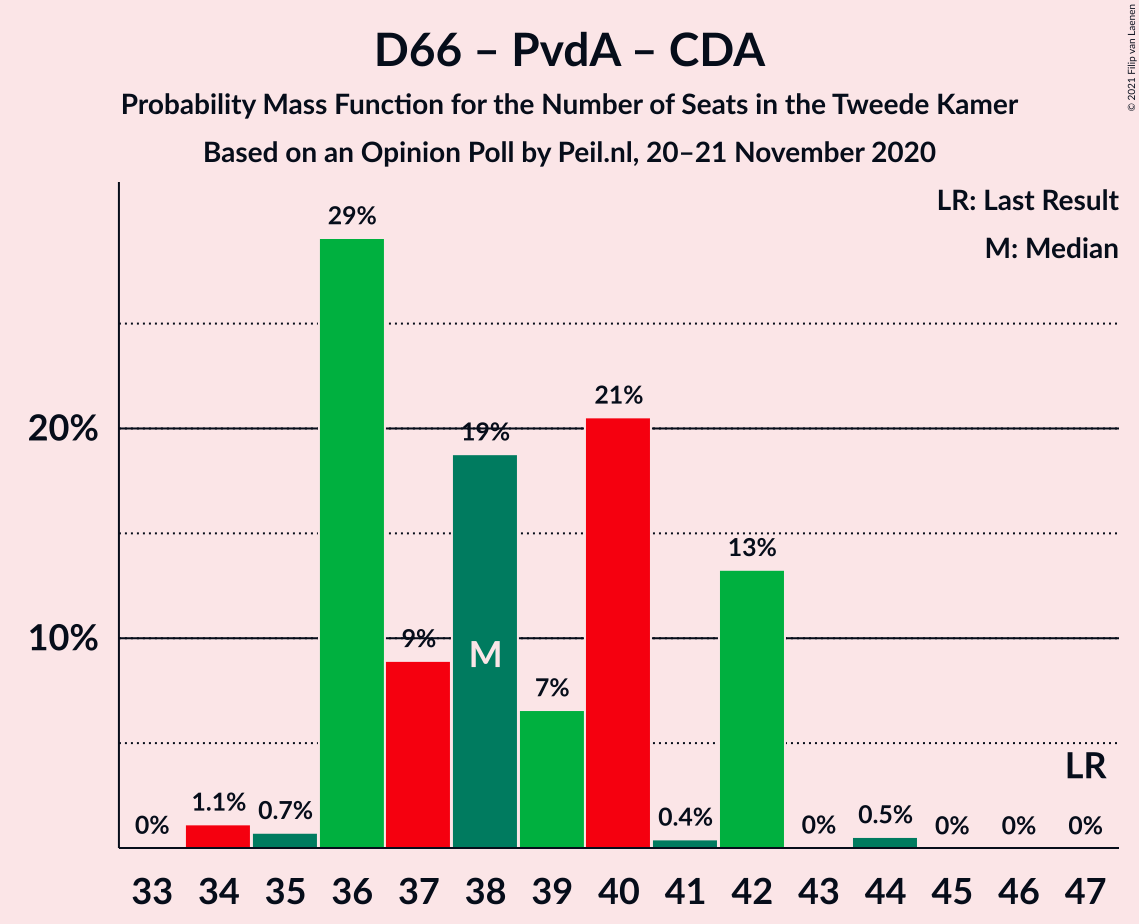 D66 – PvdA – CDA
Probability Mass Function for the Number of Seats in the Tweede Kamer
Based on an Opinion Poll by Peil.nl, 20–21 November 2020
© 2021 Filip van Laenen
LR: Last Result
M: Median
29%
21%
20%
19%
13%
10%
9%
M
7%
LR
0%
1.1%
0.7%
0.4%
0%
0.5%
0%
0%
0%
33 34 35 36 37 38 39 40 41 42 43 44 45 46 47